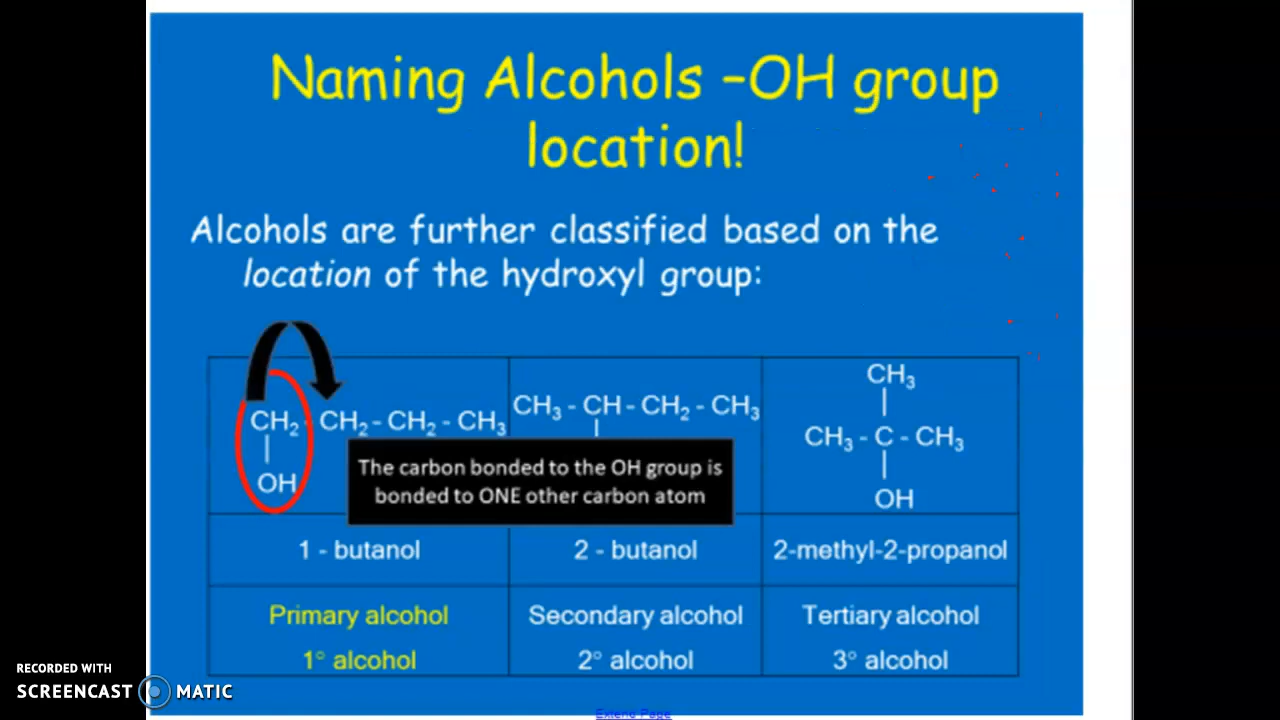 Naming Alcohols –OH group
location!
Alcohols are further classified based on the
location of the hydroxyl group:
CH₂ - CH₂ - CH₂ - CH₃
|
OH
CH₃ - CH - CH₂ - CH₃
|
CH₃
|
CH₃ - C - CH₃
|
OH
The carbon bonded to the OH group is
bonded to ONE other carbon atom
1 - butanol
2 - butanol
2-methyl-2-propanol
Primary alcohol
1° alcohol
Secondary alcohol
2° alcohol
Tertiary alcohol
3° alcohol
RECORDED WITH
SCREENCAST MATIC
Extend Page